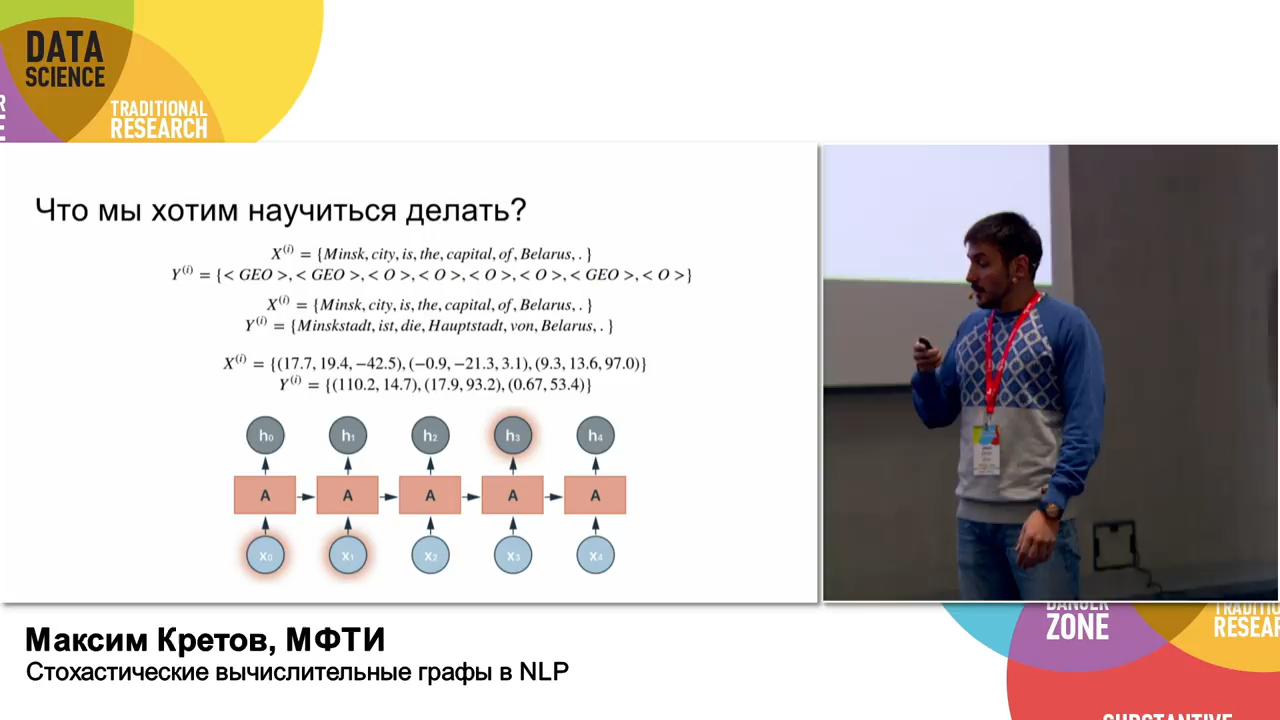 DATA
SCIENCE
TRADITIONAL
RESEARCH
Что мы хотим научиться делать?
X⁽ⁱ⁾ = {Minsk, city, is, the, capital, of, Belarus, . }
Y⁽ⁱ⁾ = {< GEO >, < GEO >, < O >, < O >, < O >, < O >, < GEO >, < O >}
X⁽ⁱ⁾ = {Minsk, city, is, the, capital, of, Belarus, . }
Y⁽ⁱ⁾ = {Minskstadt, ist, die, Hauptstadt, von, Belarus, . }
X⁽ⁱ⁾ = {(17.7, 19.4, −42.5), (−0.9, −21.3, 3.1), (9.3, 13.6, 97.0)}
Y⁽ⁱ⁾ = {(110.2, 14.7), (17.9, 93.2), (0.67, 53.4)}
h₀ h₁ h₂ h₃ h₄
A A A A A
x₀ x₁ x₂ x₃ x₄
Максим Кретов, МФТИ
Стохастические вычислительные графы в NLP
DANGER
ZONE
TRADITIO
RESEAR
SUBSTANTIVE